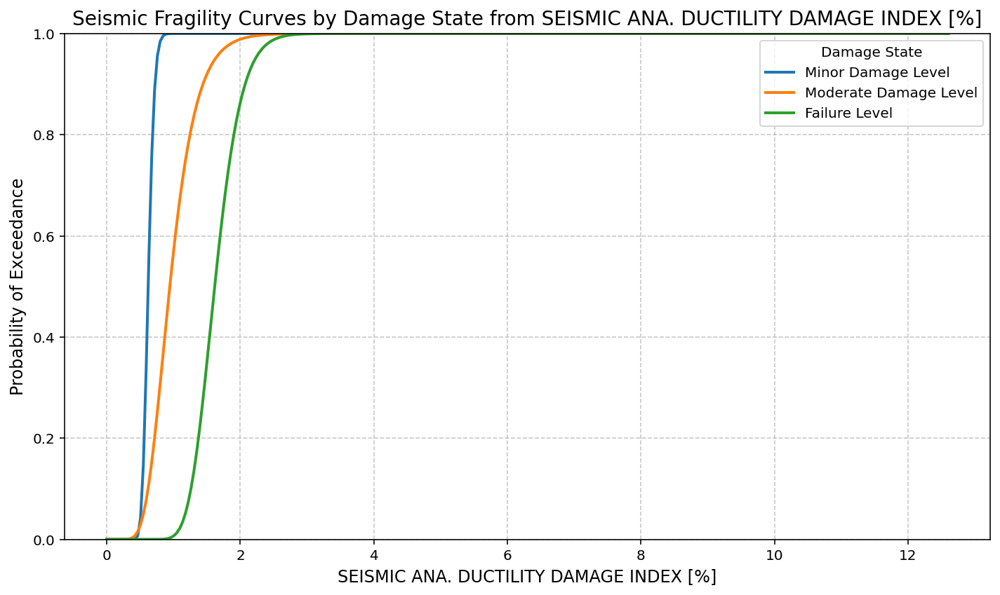 Seismic Fragility Curves by Damage State from SEISMIC ANA. DUCTILITY DAMAGE INDEX [%]
Damage State
Minor Damage Level
Moderate Damage Level
Failure Level
Probability of Exceedance
1.0
0.8
0.6
0.4
0.2
0.0
0 2 4 6 8 10 12
SEISMIC ANA. DUCTILITY DAMAGE INDEX [%]